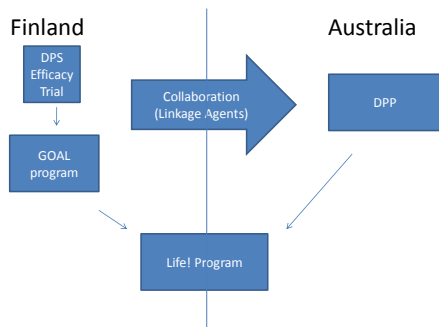 Finland
Australia
DPS
Efficacy
Trial
Collaboration
(Linkage Agents)
DPP
GOAL
program
Life! Program